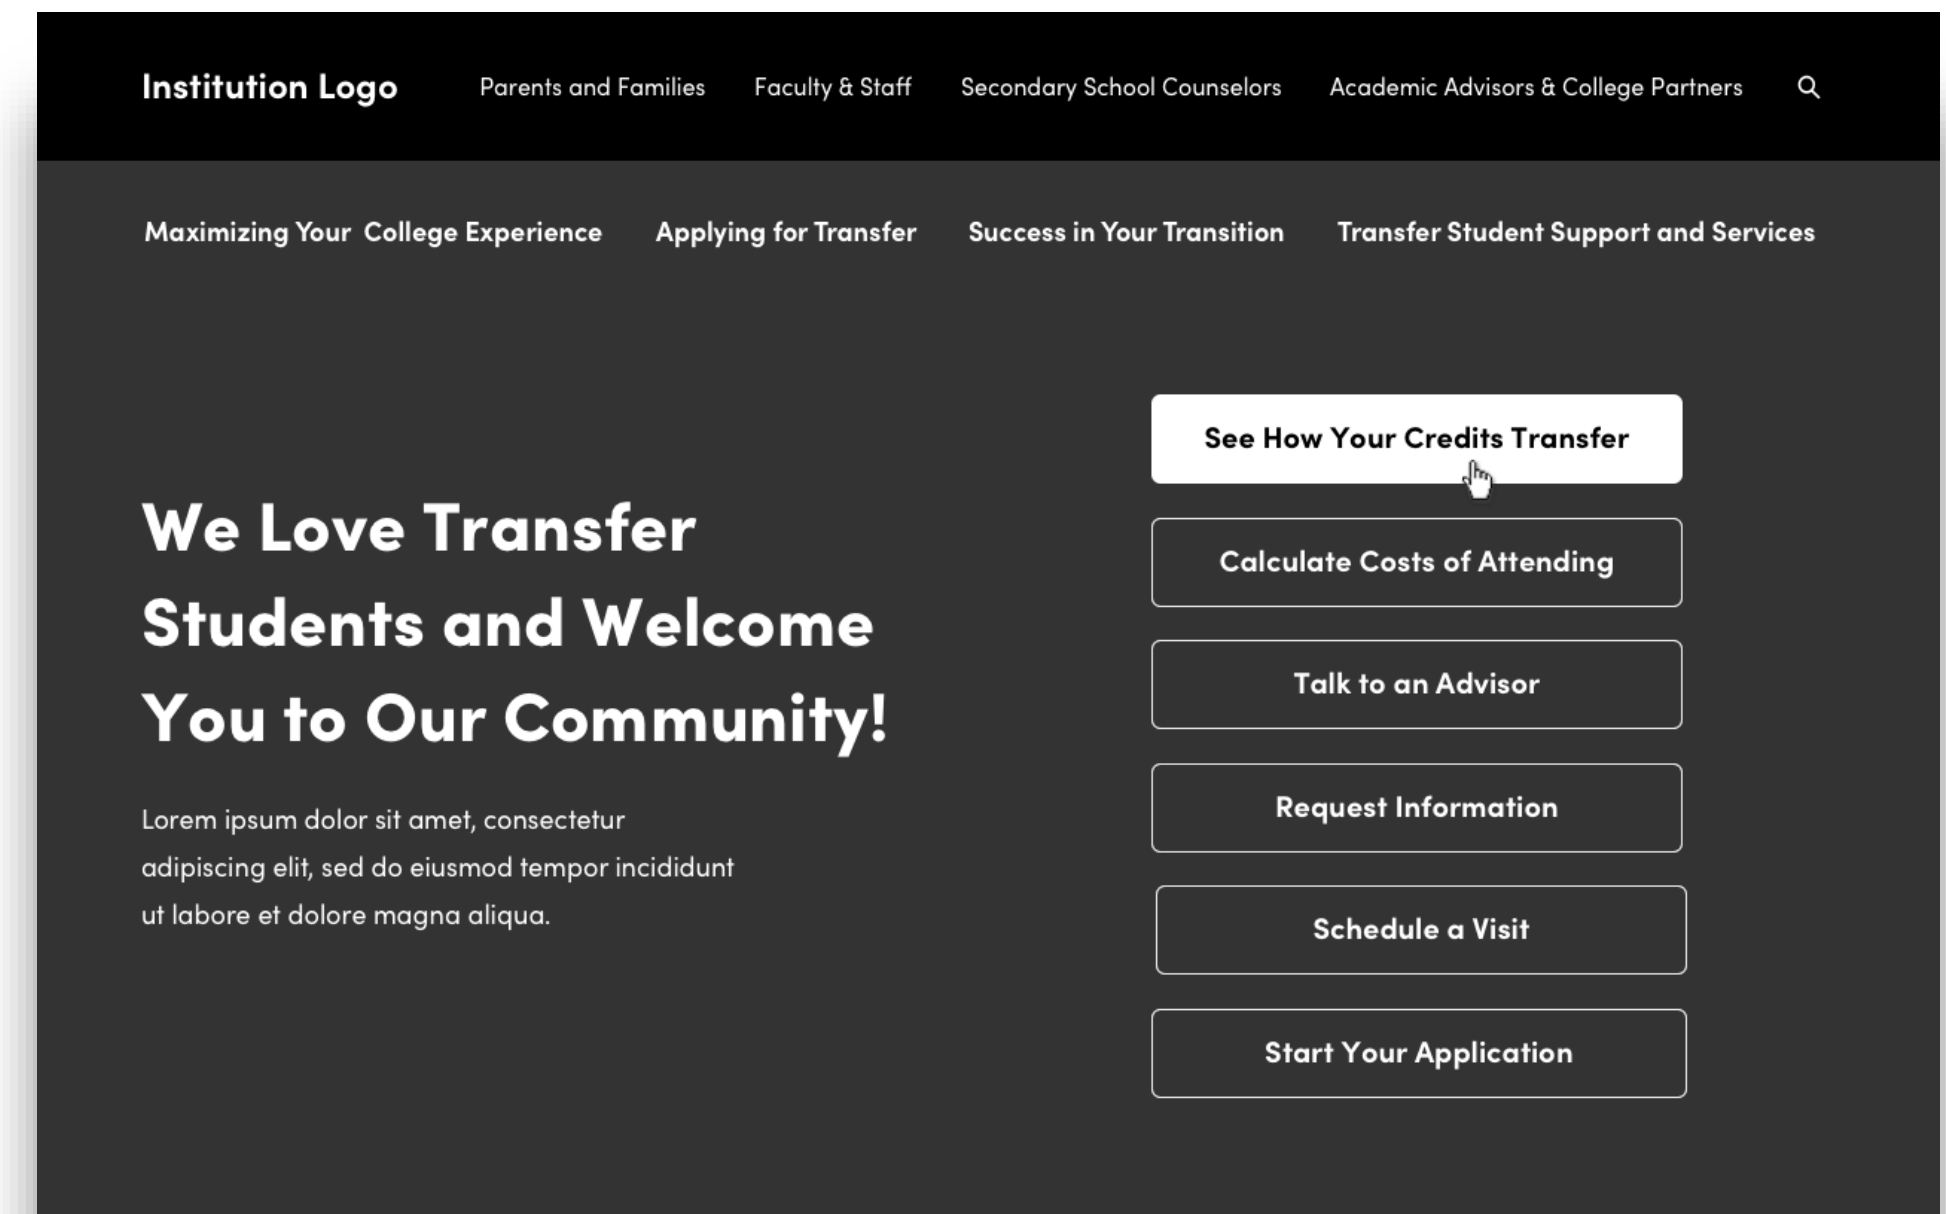 Institution Logo
Parents and Families
Faculty & Staff
Secondary School Counselors
Academic Advisors & College Partners
Maximizing Your College Experience
Applying for Transfer
Success in Your Transition
Transfer Student Support and Services
We Love Transfer
Students and Welcome
You to Our Community!
Lorem ipsum dolor sit amet, consectetur
adipiscing elit, sed do eiusmod tempor incididunt
ut labore et dolore magna aliqua.
See How Your Credits Transfer
Calculate Costs of Attending
Talk to an Advisor
Request Information
Schedule a Visit
Start Your Application